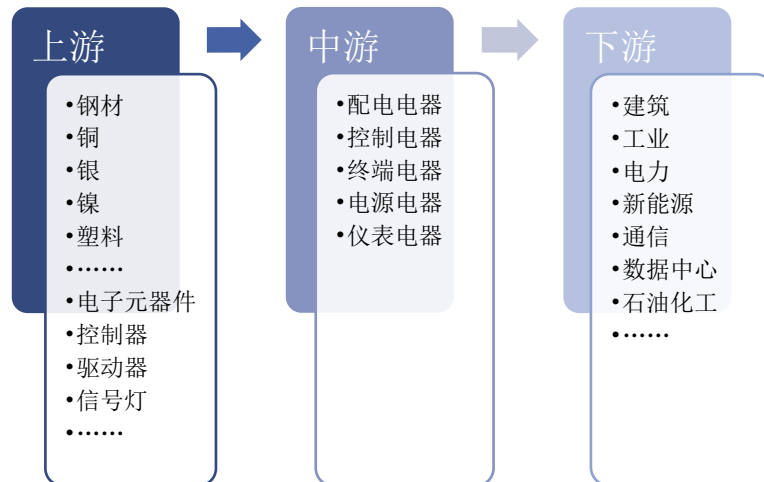 上游
•钢材
•铜
•银
•镍
•塑料
•……
•电子元器件
•控制器
•驱动器
•信号灯
•……
中游
•配电电器
•控制电器
•终端电器
•电源电器
•仪表电器
下游
•建筑
•工业
•电力
•新能源
•通信
•数据中心
•石油化工
•……